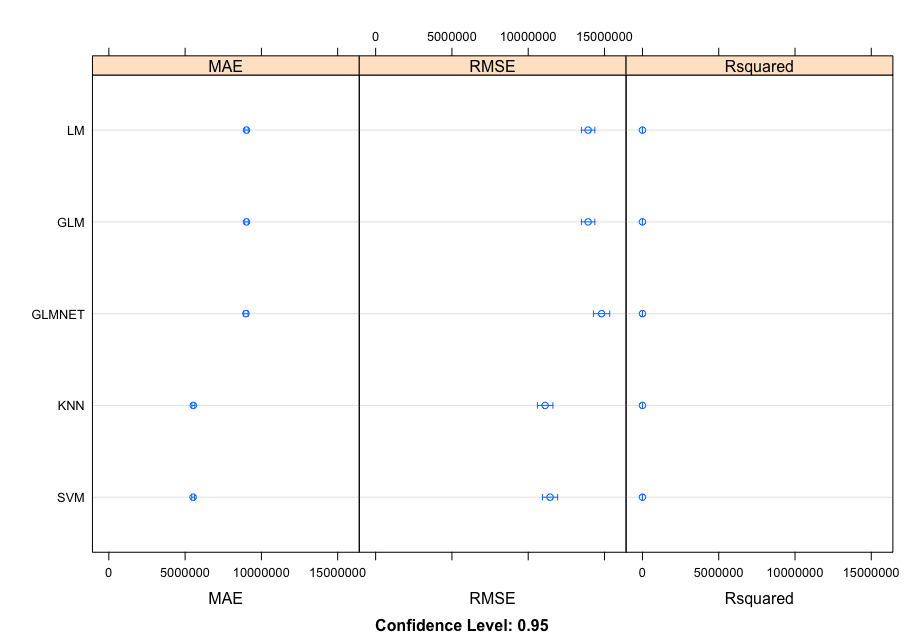 0 5000000 10000000 15000000
MAE RMSE Rsquared
LM
GLM
GLMNET
KNN
SVM
0 5000000 10000000 15000000 0 5000000 10000000 15000000
MAE RMSE Rsquared
Confidence Level: 0.95